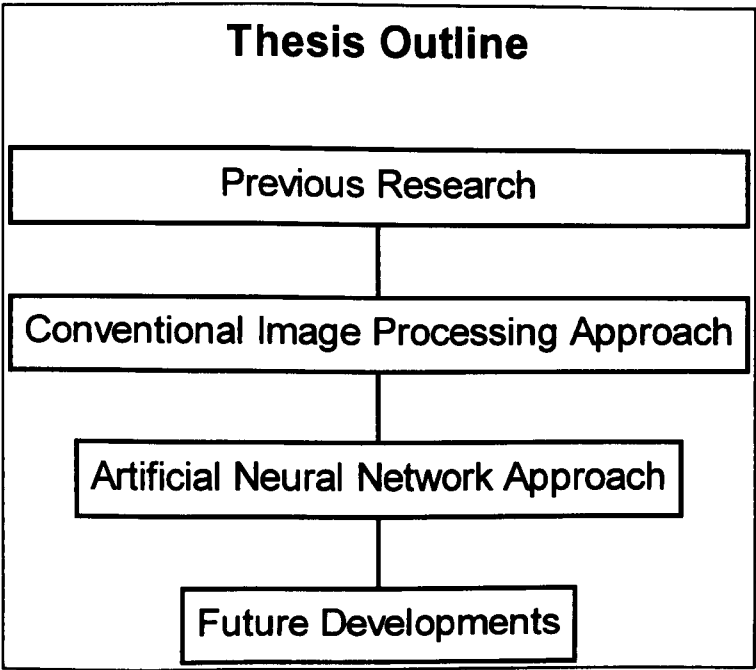 Thesis Outline
Previous Research
Conventional Image Processing Approach
Artificial Neural Network Approach
Future Developments